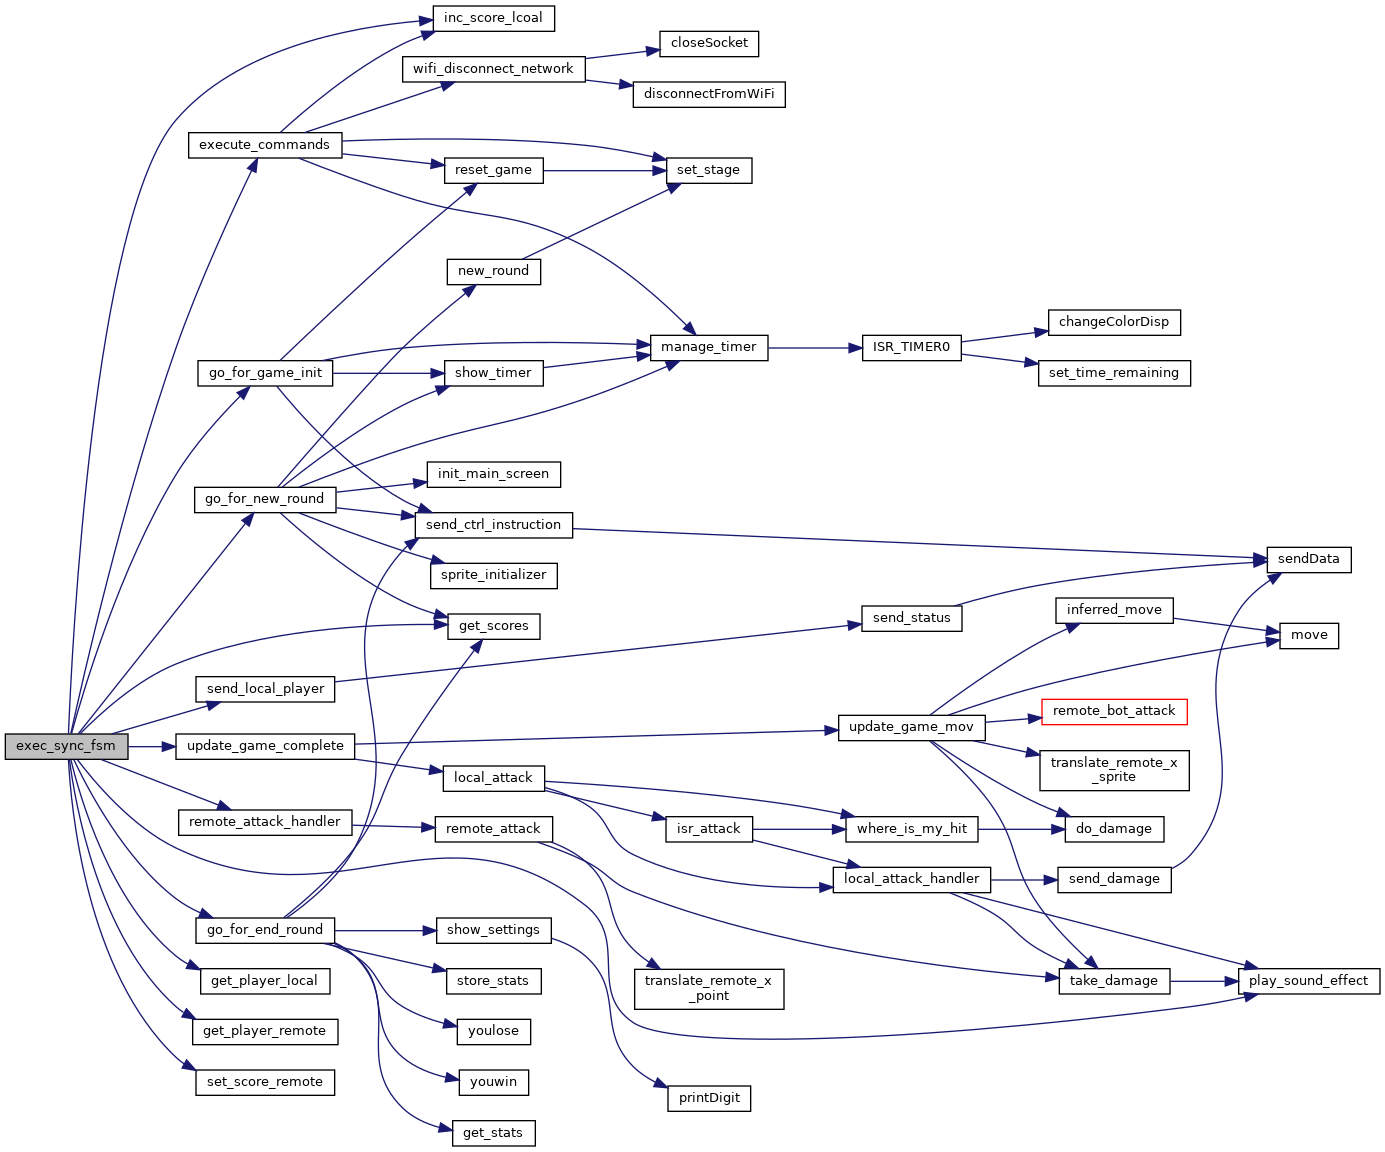 inc_score_lcoal
closeSocket
wifi_disconnect_network
disconnectFromWiFi
execute_commands
reset_game
set_stage
new_round
changeColorDisp
manage_timer
ISR_TIMER0
go_for_game_init
show_timer
set_time_remaining
init_main_screen
go_for_new_round
send_ctrl_instruction
sendData
sprite_initializer
inferred_move
send_status
get_scores
move
send_local_player
remote_bot_attack
update_game_mov
exec_sync_fsm
update_game_complete
translate_remote_x
_sprite
local_attack
remote_attack_handler
remote_attack
isr_attack
where_is_my_hit
do_damage
local_attack_handler
send_damage
go_for_end_round
show_settings
get_player_local
store_stats
translate_remote_x
_point
take_damage
play_sound_effect
get_player_remote
youlose
set_score_remote
youwin
printDigit
get_stats